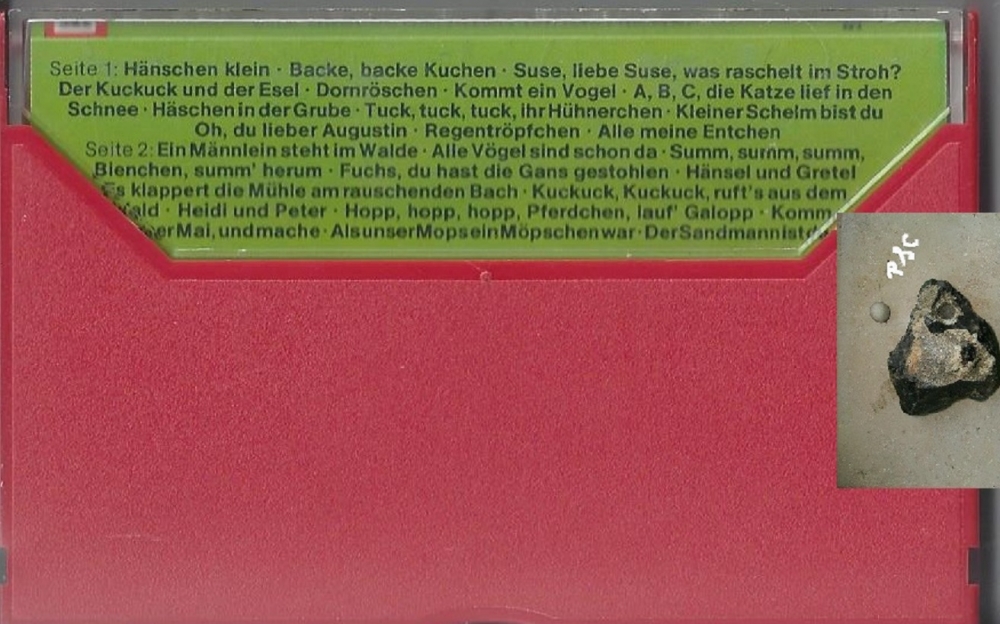 Seite 1: Hänschen klein · Backe, backe Kuchen · Suse, liebe Suse, was raschelt im Stroh?
Der Kuckuck und der Esel · Dornröschen · Kommt ein Vogel · A, B, C, die Katze lief in den
Schnee · Häschen in der Grube · Tuck, tuck, tuck, ihr Hühnerchen · Kleiner Schelm bist du
Oh, du lieber Augustin · Regentröpfchen · Alle meine Entchen
Seite 2: Ein Männlein steht im Walde · Alle Vögel sind schon da · Summ, summ, summ,
Bienchen, summ' herum · Fuchs, du hast die Gans gestohlen · Hänsel und Gretel
Es klappert die Mühle am rauschenden Bach · Kuckuck, Kuckuck, ruft's aus dem
Wald · Heidi und Peter · Hopp, hopp, hopp, Pferdchen, lauf' Galopp · Komm,
Mai, und mache · Als unser Mops ein Möpschen war · Der Sandmann ist